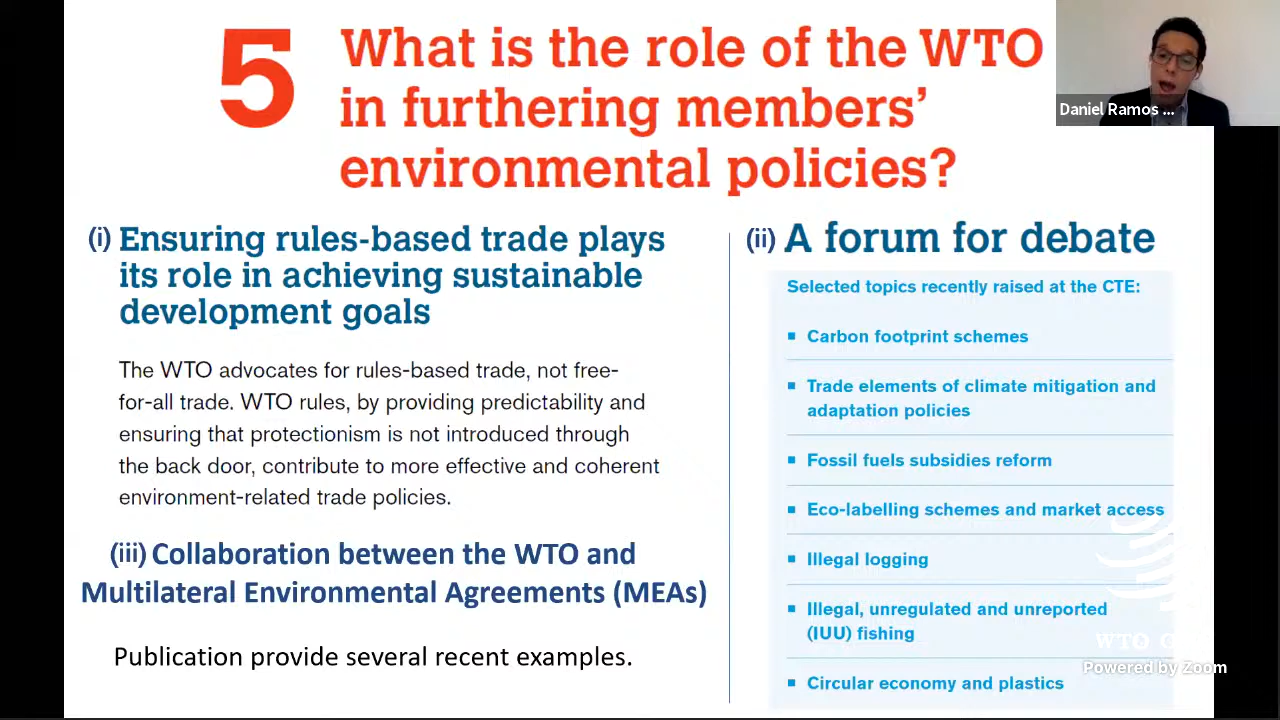 5
What is the role of the WTO
in furthering members'
environmental policies?
Daniel Ramos ...
(i) Ensuring rules-based trade plays
its role in achieving sustainable
development goals
The WTO advocates for rules-based trade, not free-
for-all trade. WTO rules, by providing predictability and
ensuring that protectionism is not introduced through
the back door, contribute to more effective and coherent
environment-related trade policies.
(iii) Collaboration between the WTO and
Multilateral Environmental Agreements (MEAs)
Publication provide several recent examples.
(ii) A forum for debate
Selected topics recently raised at the CTE:
▪ Carbon footprint schemes
▪ Trade elements of climate mitigation and
adaptation policies
▪ Fossil fuels subsidies reform
▪ Eco-labelling schemes and market access
▪ Illegal logging
▪ Illegal, unregulated and unreported
(IUU) fishing
▪ Circular economy and plastics
WTO
Powered by Zoom